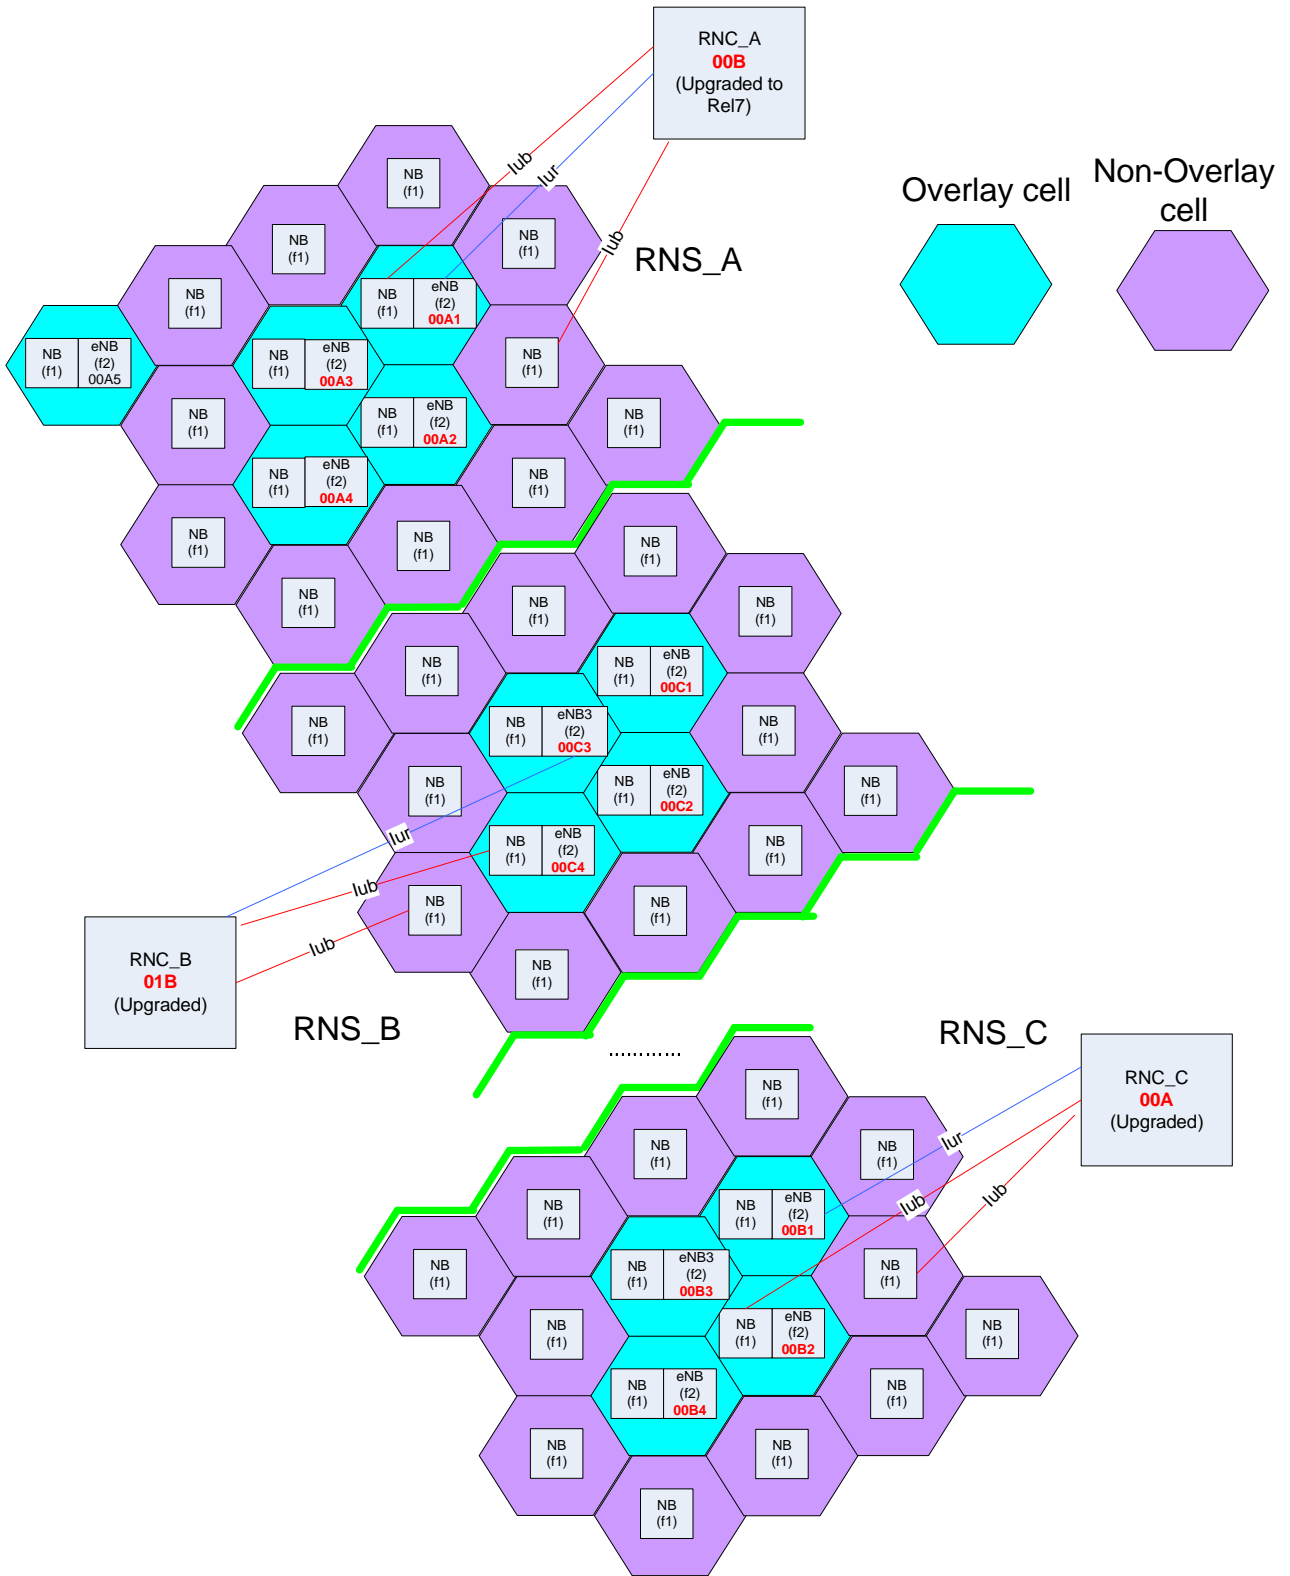 RNC_A
00B
(Upgraded to
Rel7)
Overlay cell
Non-Overlay
cell
Iub
Iur
Iub
RNS_A
NB
(f1)
NB
(f1)
NB
(f1)
NB
(f1)
NB
(f1)
eNB
(f2)
00A1
NB
(f1)
eNB
(f2)
00A5
NB
(f1)
eNB
(f2)
00A3
NB
(f1)
NB
(f1)
NB
(f1)
eNB
(f2)
00A2
NB
(f1)
NB
(f1)
eNB
(f2)
00A4
NB
(f1)
NB
(f1)
NB
(f1)
NB
(f1)
NB
(f1)
NB
(f1)
NB
(f1)
NB
(f1)
NB
(f1)
eNB
(f2)
00C1
NB
(f1)
NB
(f1)
eNB3
(f2)
00C3
NB
(f1)
NB
(f1)
NB
(f1)
eNB
(f2)
00C2
NB
(f1)
Iur
NB
(f1)
eNB
(f2)
00C4
NB
(f1)
Iub
NB
(f1)
NB
(f1)
Iub
NB
(f1)
RNC_B
01B
(Upgraded)
RNS_B
............
RNS_C
RNC_C
00A
(Upgraded)
NB
(f1)
NB
(f1)
NB
(f1)
Iur
Iub
Iub
NB
(f1)
NB
(f1)
eNB
(f2)
00B1
NB
(f1)
NB
(f1)
eNB3
(f2)
00B3
NB
(f1)
NB
(f1)
NB
(f1)
eNB
(f2)
00B2
NB
(f1)
NB
(f1)
eNB
(f2)
00B4
NB
(f1)
NB
(f1)
NB
(f1)
NB
(f1)